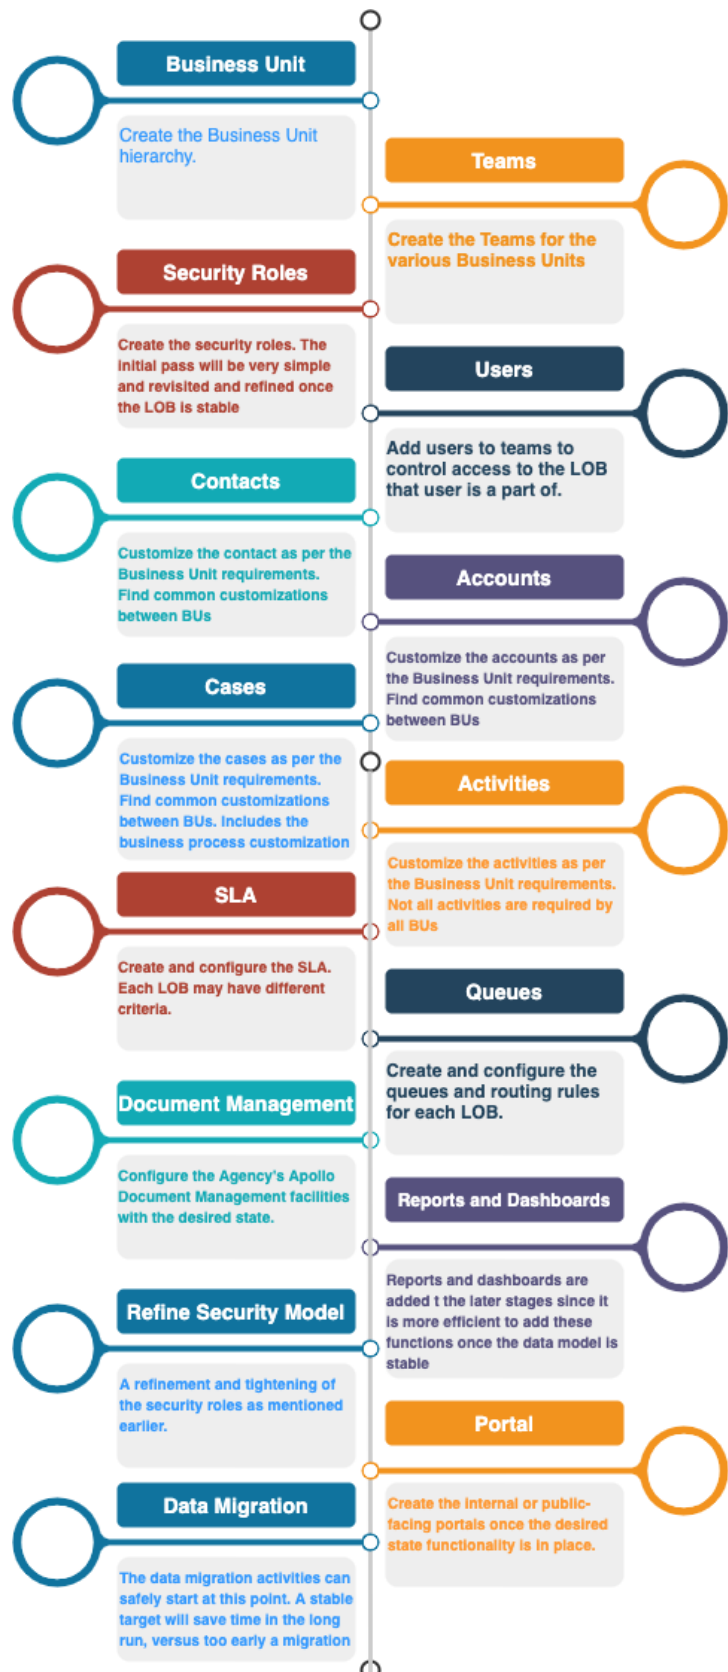 Business Unit
Create the Business Unit
hierarchy.
Teams
Create the Teams for the
various Business Units
Security Roles
Create the security roles. The
initial pass will be very simple
and revisited and refined once
the LOB is stable
Users
Add users to teams to
control access to the LOB
that user is a part of.
Contacts
Customize the contact as per the
Business Unit requirements.
Find common customizations
between BUs
Accounts
Customize the accounts as per
the Business Unit requirements.
Find common customizations
between BUs
Cases
Customize the cases as per the
Business Unit requirements.
Find common customizations
between BUs. Includes the
business process customization
Activities
Customize the activities as per
the Business Unit requirements.
Not all activities are required by
all BUs
SLA
Create and configure the SLA.
Each LOB may have different
criteria.
Queues
Create and configure the
queues and routing rules
for each LOB.
Document Management
Configure the Agency's Apollo
Document Management facilities
with the desired state.
Reports and Dashboards
Reports and dashboards are
added t the later stages since it
is more efficient to add these
functions once the data model is
stable
Refine Security Model
A refinement and tightening of
the security roles as mentioned
earlier.
Portal
Create the internal or public-
facing portals once the desired
state functionality is in place.
Data Migration
The data migration activities can
safely start at this point. A stable
target will save time in the long
run, versus too early a migration